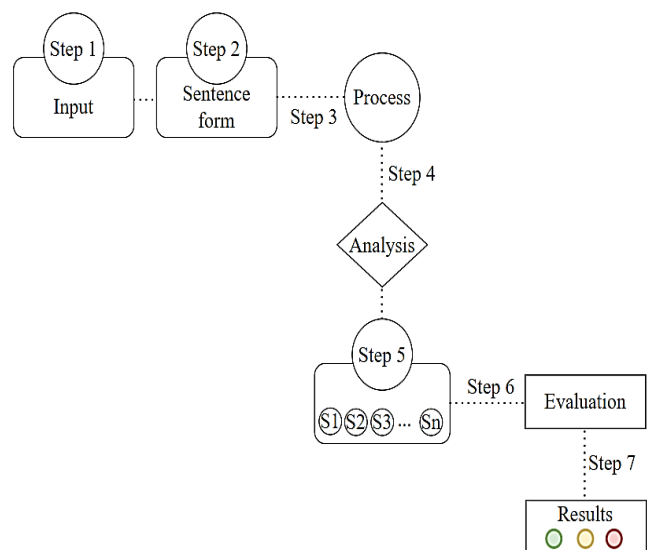 Step 1
Input
Step 2
Sentence
form
Step 3
Process
Step 4
Analysis
Step 5
S1 S2 S3 ... Sn
Step 6
Evaluation
Step 7
Results